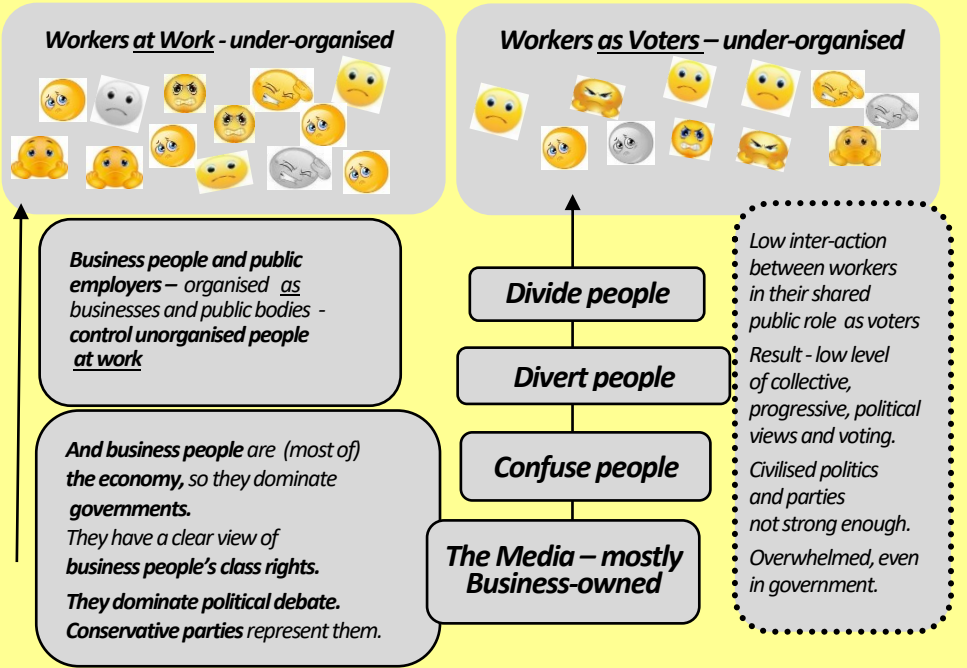 Workers at Work - under-organised
Workers as Voters – under-organised
Business people and public
employers – organised as
businesses and public bodies -
control unorganised people
at work
And business people are (most of)
the economy, so they dominate
governments.
They have a clear view of
business people's class rights.
They dominate political debate.
Conservative parties represent them.
Divide people
Divert people
Confuse people
The Media – mostly
Business-owned
Low inter-action
between workers
in their shared
public role as voters
Result - low level
of collective,
progressive, political
views and voting.
Civilised politics
and parties
not strong enough.
Overwhelmed, even
in government.